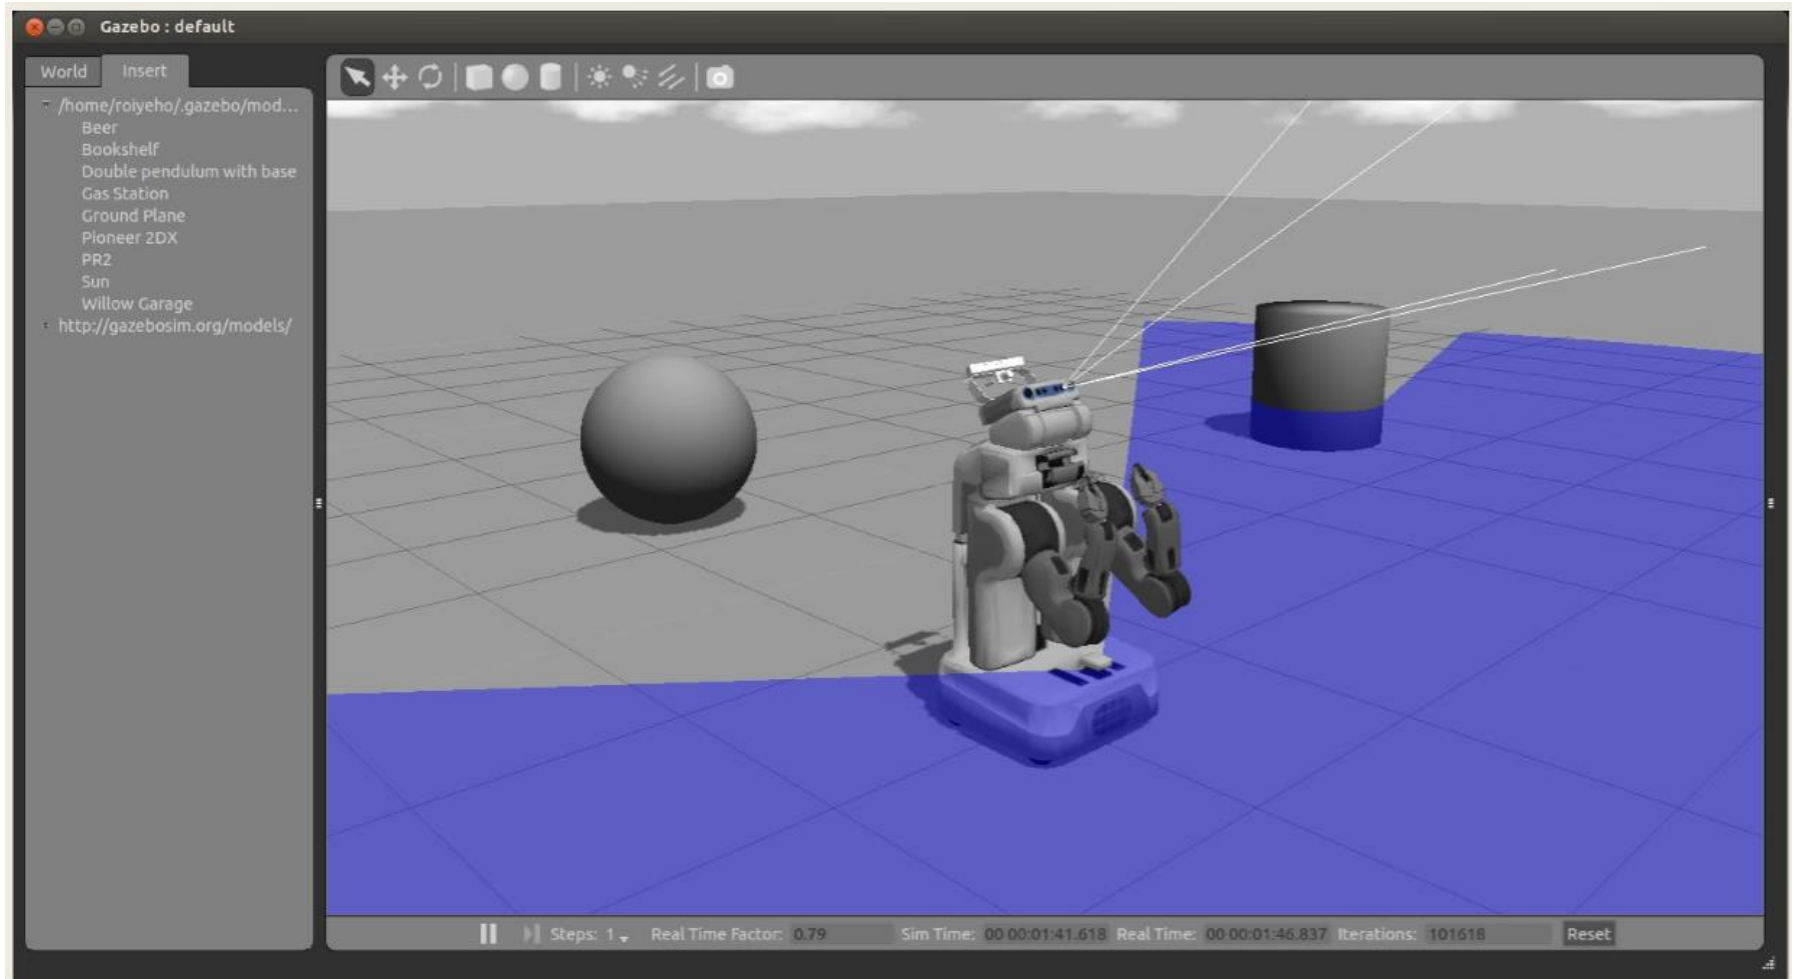 Gazebo : default
World Insert
/home/roiyeho/.gazebo/mod...
Beer
Bookshelf
Double pendulum with base
Gas Station
Ground Plane
Pioneer 2DX
PR2
Sun
Willow Garage
http://gazebosim.org/models/
Steps: 1 Real Time Factor: 0.79 Sim Time: 00 00:01:41.618 Real Time: 00 00:01:46.837 Iterations: 101618 Reset